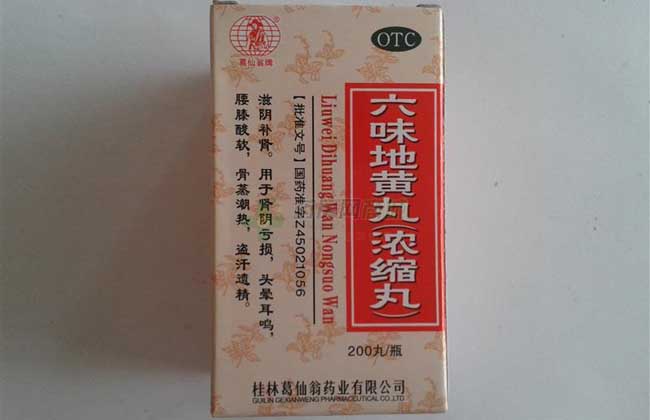 葛仙翁牌
®
OTC
六味地黄丸(浓缩丸)
Liuwei Dihuang Wan Nongsuo Wan
【批准文号】国药准字Z45021056
滋阴补肾。用于肾阴亏损,头晕耳鸣,
腰膝酸软,骨蒸潮热,盗汗遗精。
200丸/瓶
桂林葛仙翁药业有限公司
GUILIN GEXIANWENG PHARMACEUTICAL CO.,LTD